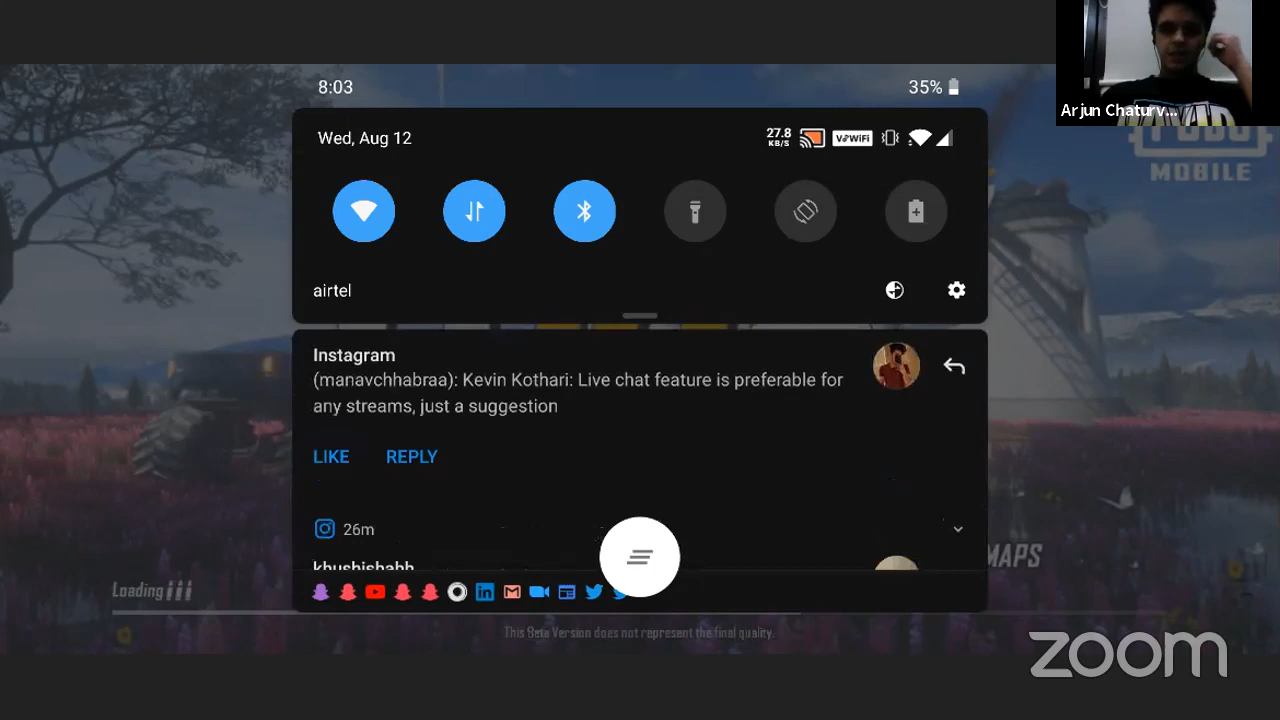 8:03
35%
Arjun Chaturv...
Wed, Aug 12
27.8
KB/S
VoWiFi
PUBG
MOBILE
airtel
Instagram
(manavchhabraa): Kevin Kothari: Live chat feature is preferable for
any streams, just a suggestion
LIKE
REPLY
26m
khushishahh
MAPS
Loading
This Beta Version does not represent the final quality.
zoom